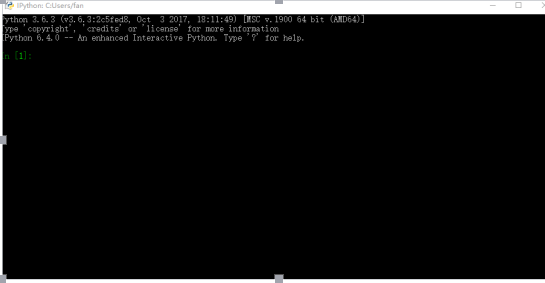 IPython: C:Users/fan
Python 3.6.3 (v3.6.3:2c5fed8, Oct  3 2017, 18:11:49) [MSC v.1900 64 bit (AMD64)]
Type 'copyright', 'credits' or 'license' for more information
IPython 6.4.0 -- An enhanced Interactive Python. Type '?' for help.
In [1]: